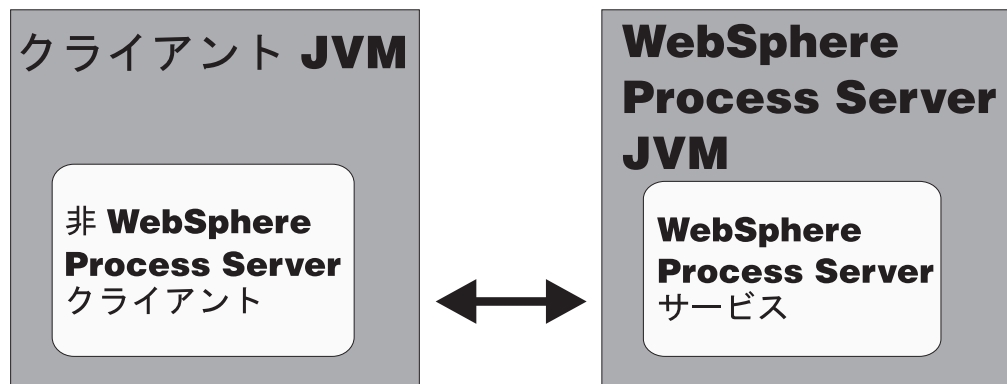 クライアント JVM
非 WebSphere
Process Server
クライアント
WebSphere
Process Server
JVM
WebSphere
Process Server
サービス